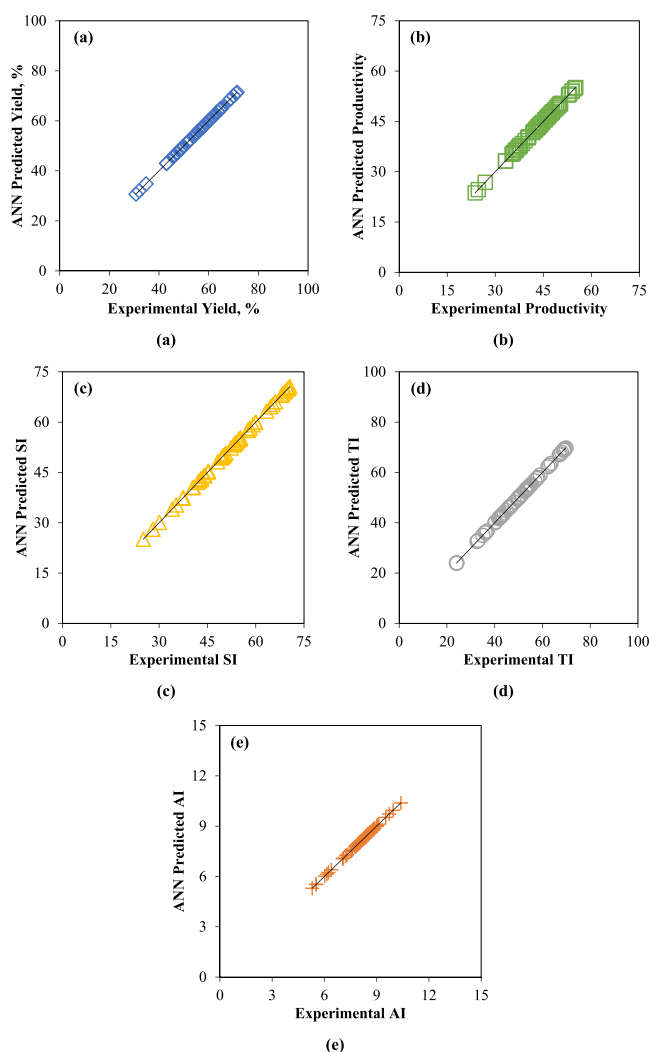 (a)
ANN Predicted Yield, %
100
80
60
40
20
0
0 20 40 60 80 100
Experimental Yield, %
(a)
(b)
ANN Predicted Productivity
75
60
45
30
15
0
0 15 30 45 60 75
Experimental Productivity
(b)
(c)
ANN Predicted SI
75
60
45
30
15
0
0 15 30 45 60 75
Experimental SI
(c)
(d)
ANN Predicted TI
100
80
60
40
20
0
0 20 40 60 80 100
Experimental TI
(d)
(e)
ANN Predicted AI
15
12
9
6
3
0
0 3 6 9 12 15
Experimental AI
(e)